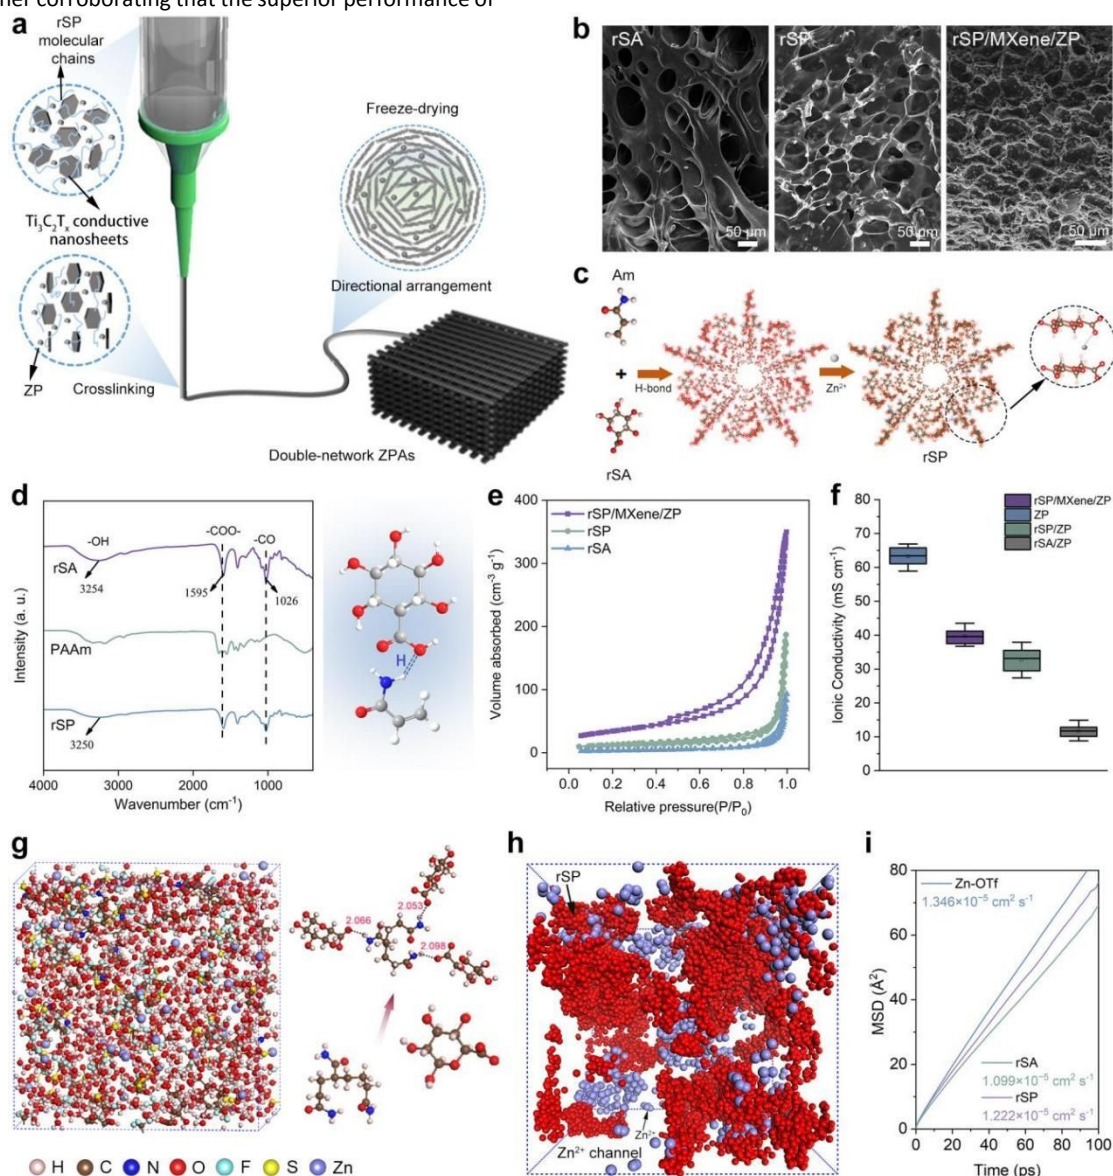 her corroborating that the superior performance of
a
rSP
molecular
chains
Ti₃C₂Tₓ conductive
nanosheets
ZP
Crosslinking
Freeze-drying
Directional arrangement
Double-network ZPAs
b
rSA
50 μm
rSP
50 μm
rSP/MXene/ZP
50 μm
c
Am
+
rSA
H-bond
Zn²⁺
rSP
d
Intensity (a. u.)
-OH
-COO-
-CO
rSA
3254
1595
1026
PAAm
rSP
3250
4000
3000
2000
1000
Wavenumber (cm⁻¹)
H
e
Volume absorbed (cm⁻³ g⁻¹)
400
300
200
100
0
rSP/MXene/ZP
rSP
rSA
0.0
0.2
0.4
0.6
0.8
1.0
Relative pressure(P/P₀)
f
Ionic Conductivity (mS cm⁻¹)
80
70
60
50
40
30
20
10
0
rSP/MXene/ZP
ZP
rSP/ZP
rSA/ZP
g
2.066
2.053
2.098
H C N O F S Zn
h
rSP
Zn²⁺
Zn²⁺ channel
i
MSD (Å²)
80
60
40
20
0
Zn-OTf
1.346×10⁻⁵ cm² s⁻¹
rSA
1.099×10⁻⁵ cm² s⁻¹
rSP
1.222×10⁻⁵ cm² s⁻¹
0
20
40
60
80
100
Time (ps)